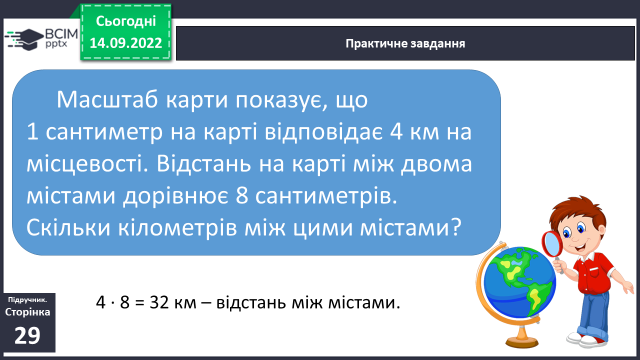 BCIM
pptx
Сьогодні
14.09.2022
Практичне завдання
Масштаб карти показує, що
1 сантиметр на карті відповідає 4 км на
місцевості. Відстань на карті між двома
містами дорівнює 8 сантиметрів.
Скільки кілометрів між цими містами?
4 · 8 = 32 км – відстань між містами.
Підручник.
Сторінка
29